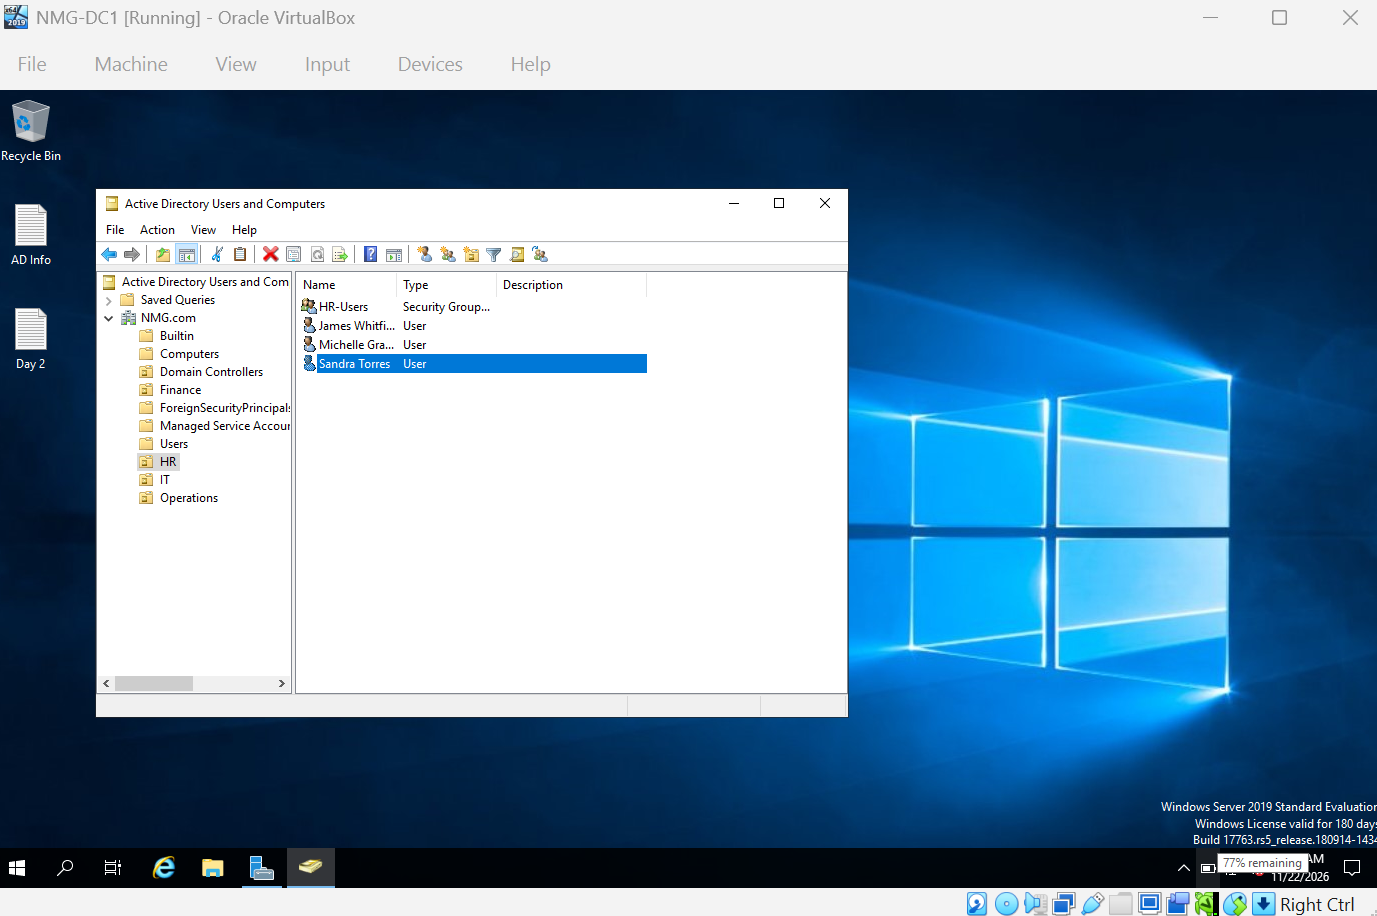 NMG-DC1 [Running] - Oracle VirtualBox
File Machine View Input Devices Help
Recycle Bin
AD Info
Day 2
Active Directory Users and Computers
File Action View Help
Active Directory Users and Com
Saved Queries
NMG.com
Builtin
Computers
Domain Controllers
Finance
ForeignSecurityPrincipals
Managed Service Accoun
Users
HR
IT
Operations
Name Type Description
HR-Users Security Group...
James Whitfi... User
Michelle Gra... User
Sandra Torres User
Windows Server 2019 Standard Evaluation
Windows License valid for 180 days
Build 17763.rs5_release.180914-1434
77% remaining
AM
11/22/2026
Right Ctrl
x64
2019